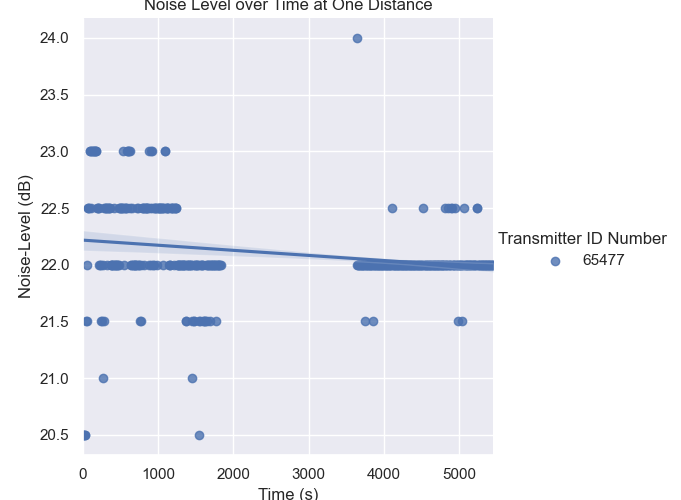 Noise Level over Time at One Distance
24.0
23.5
23.0
22.5
22.0
21.5
21.0
20.5
Noise-Level (dB)
0 1000 2000 3000 4000 5000
Time (s)
Transmitter ID Number
65477